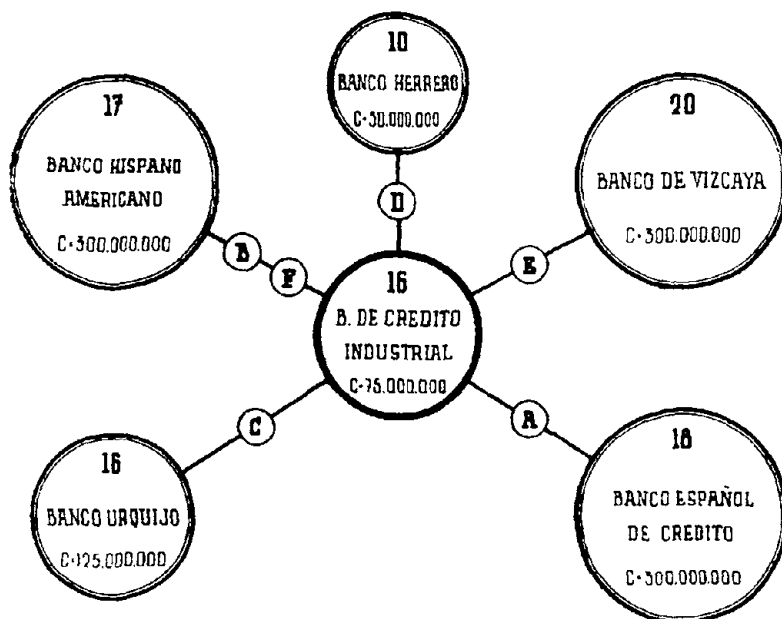 10
BANCO HERRERO
C-50.000.000
17
BANCO HISPANO
AMERICANO
C-300.000.000
20
BANCO DE VIZCAYA
C-300.000.000
D
B
F
E
16
B. DE CREDITO
INDUSTRIAL
C-75.000.000
C
A
16
BANCO URQUIJO
C-125.000.000
18
BANCO ESPAÑOL
DE CREDITO
C-300.000.000